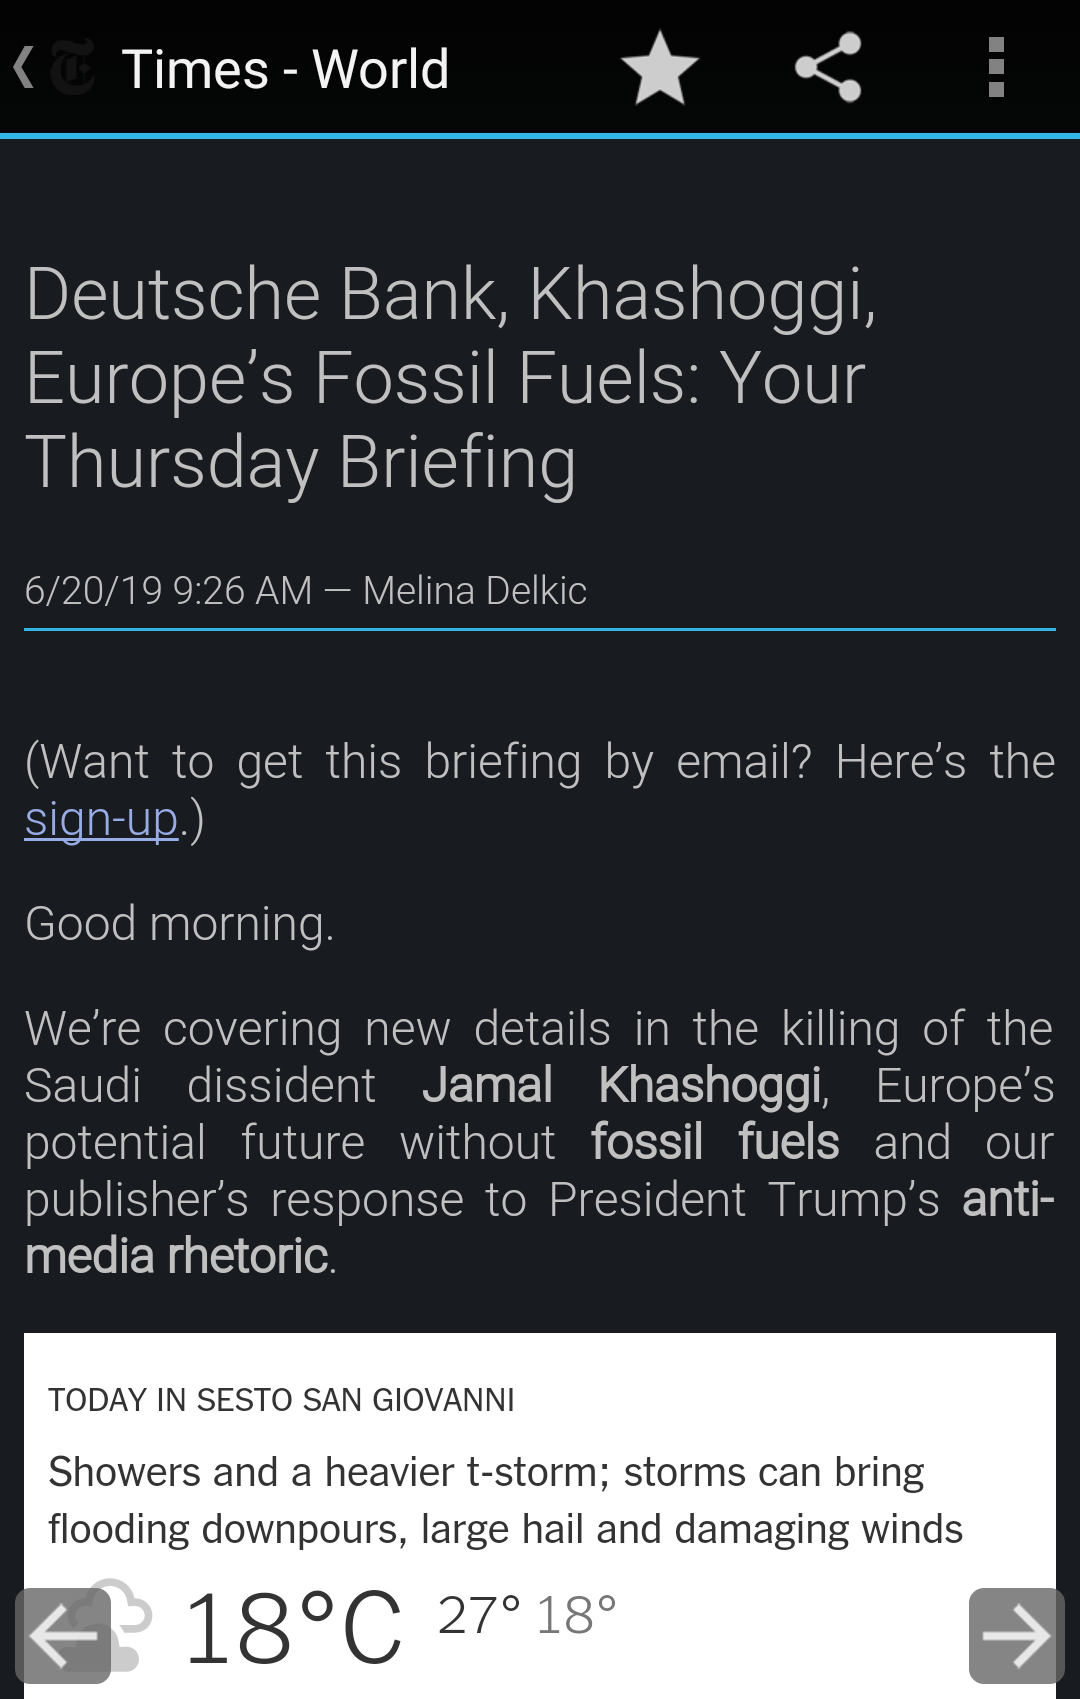 Times - World
Deutsche Bank, Khashoggi,
Europe’s Fossil Fuels: Your
Thursday Briefing
6/20/19 9:26 AM — Melina Delkic
(Want to get this briefing by email? Here’s the
sign-up.)
Good morning.
We’re covering new details in the killing of the
Saudi dissident Jamal Khashoggi, Europe’s
potential future without fossil fuels and our
publisher’s response to President Trump’s anti-
media rhetoric.
TODAY IN SESTO SAN GIOVANNI
Showers and a heavier t-storm; storms can bring
flooding downpours, large hail and damaging winds
18°C 27° 18°